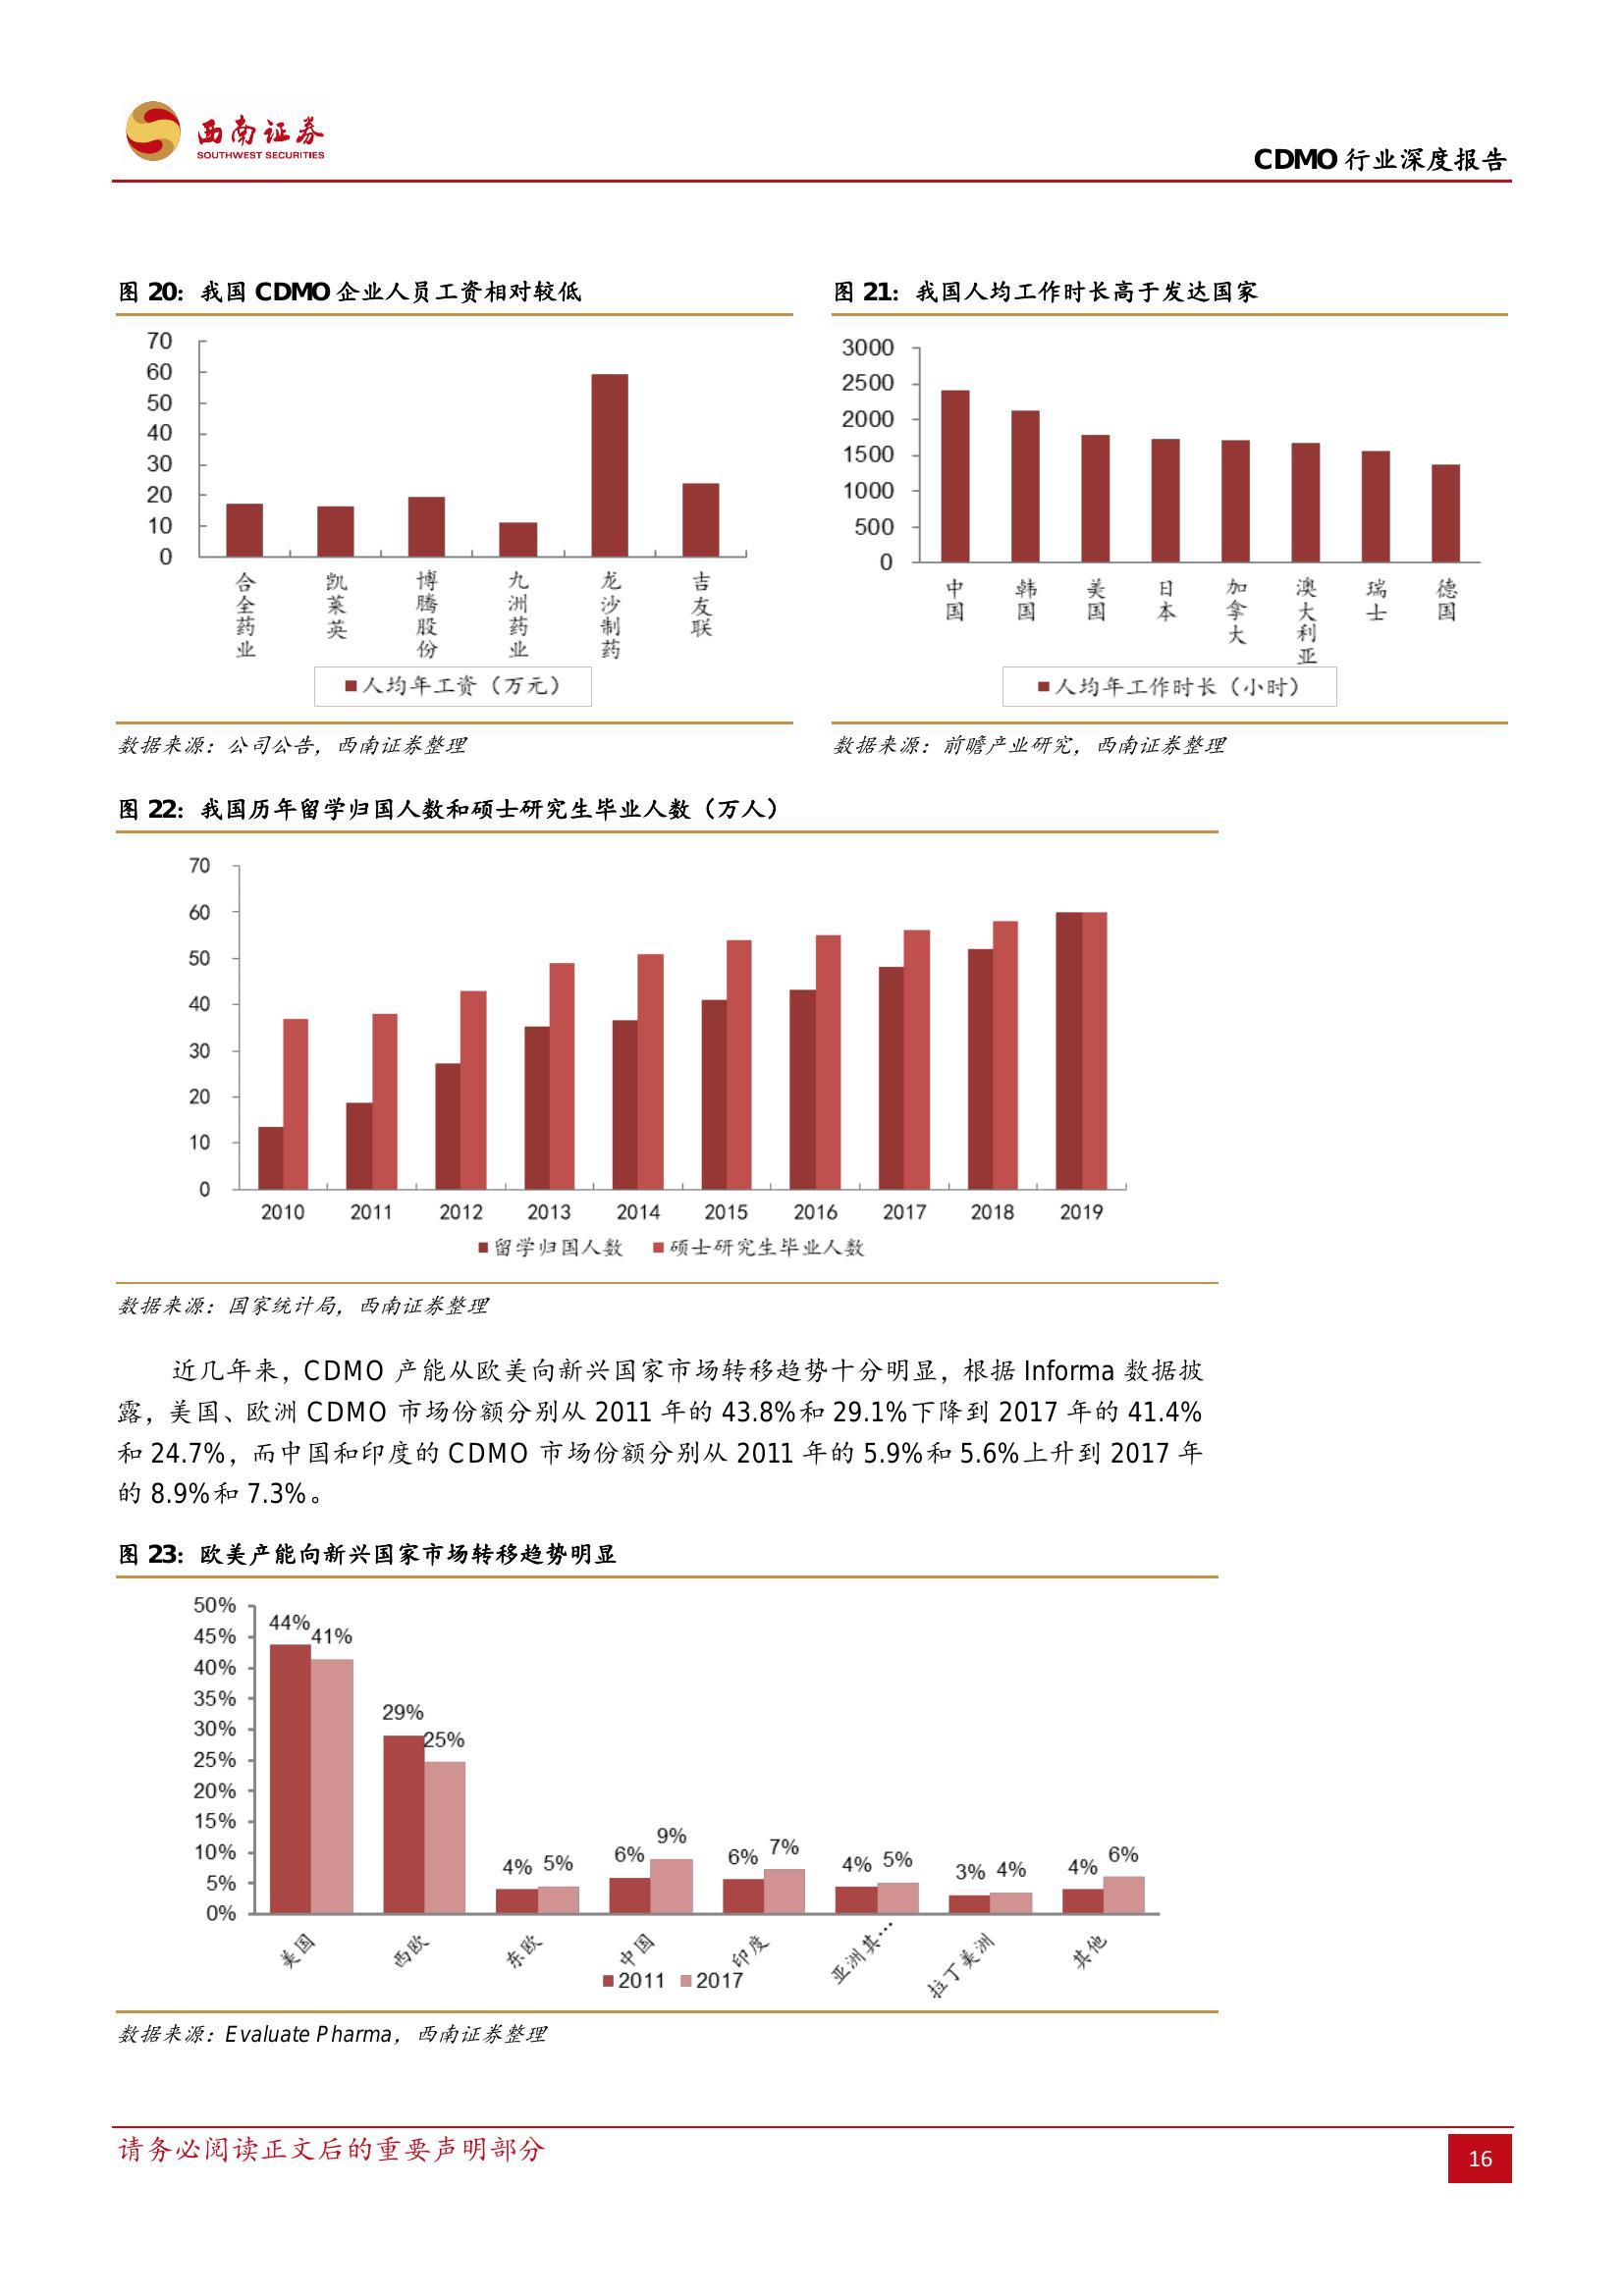 西南证券
SOUTHWEST SECURITIES
CDMO 行业深度报告
图 20：我国 CDMO 企业人员工资相对较低
70
60
50
40
30
20
10
0
合全药业
凯莱英
博腾股份
九洲药业
龙沙制药
吉友联
人均年工资（万元）
数据来源：公司公告，西南证券整理
图 21：我国人均工作时长高于发达国家
3000
2500
2000
1500
1000
500
0
中国
韩国
美国
日本
加拿大
澳大利亚
瑞士
德国
人均年工作时长（小时）
数据来源：前瞻产业研究，西南证券整理
图 22：我国历年留学归国人数和硕士研究生毕业人数（万人）
70
60
50
40
30
20
10
0
2010 2011 2012 2013 2014 2015 2016 2017 2018 2019
留学归国人数 硕士研究生毕业人数
数据来源：国家统计局，西南证券整理
近几年来，CDMO 产能从欧美向新兴国家市场转移趋势十分明显，根据 Informa 数据披
露，美国、欧洲 CDMO 市场份额分别从 2011 年的 43.8%和 29.1%下降到 2017 年的 41.4%
和 24.7%，而中国和印度的 CDMO 市场份额分别从 2011 年的 5.9%和 5.6%上升到 2017 年
的 8.9%和 7.3%。
图 23：欧美产能向新兴国家市场转移趋势明显
50%
45%
40%
35%
30%
25%
20%
15%
10%
5%
0%
44% 41%
29% 25%
4% 5%
6% 9%
6% 7%
4% 5%
3% 4%
4% 6%
美国 西欧 东欧 中国 印度 亚洲其… 拉丁美洲 其他
2011 2017
数据来源：Evaluate Pharma，西南证券整理
请务必阅读正文后的重要声明部分
16